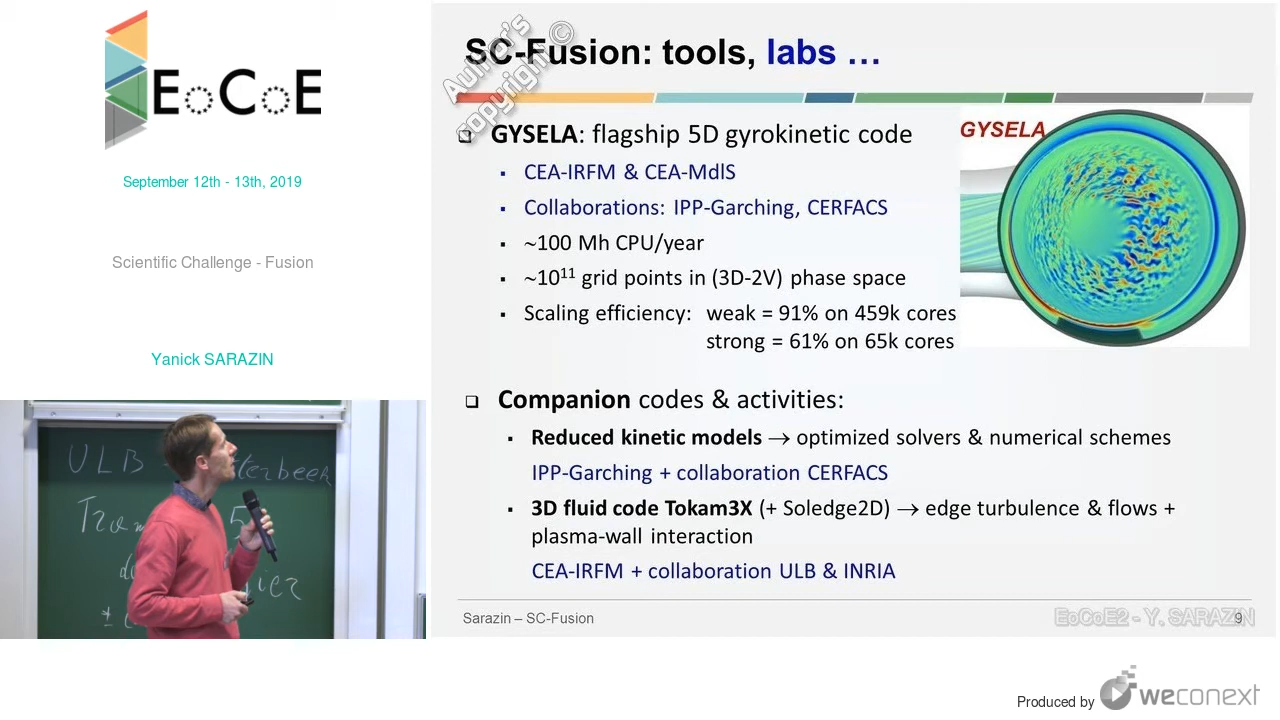 EoCoE
September 12th - 13th, 2019
Scientific Challenge - Fusion
Yanick SARAZIN
ULB
5
SC-Fusion: tools, labs …
Author's Copyright ©
❑ GYSELA: flagship 5D gyrokinetic code
▪ CEA-IRFM & CEA-MdlS
▪ Collaborations: IPP-Garching, CERFACS
▪ ~100 Mh CPU/year
▪ ~10¹¹ grid points in (3D-2V) phase space
▪ Scaling efficiency: weak = 91% on 459k cores
strong = 61% on 65k cores
GYSELA
❑ Companion codes & activities:
▪ Reduced kinetic models → optimized solvers & numerical schemes
IPP-Garching + collaboration CERFACS
▪ 3D fluid code Tokam3X (+ Soledge2D) → edge turbulence & flows +
plasma-wall interaction
CEA-IRFM + collaboration ULB & INRIA
Sarazin – SC-Fusion
EoCoE2 - Y. SARAZIN
9
Produced by weconext